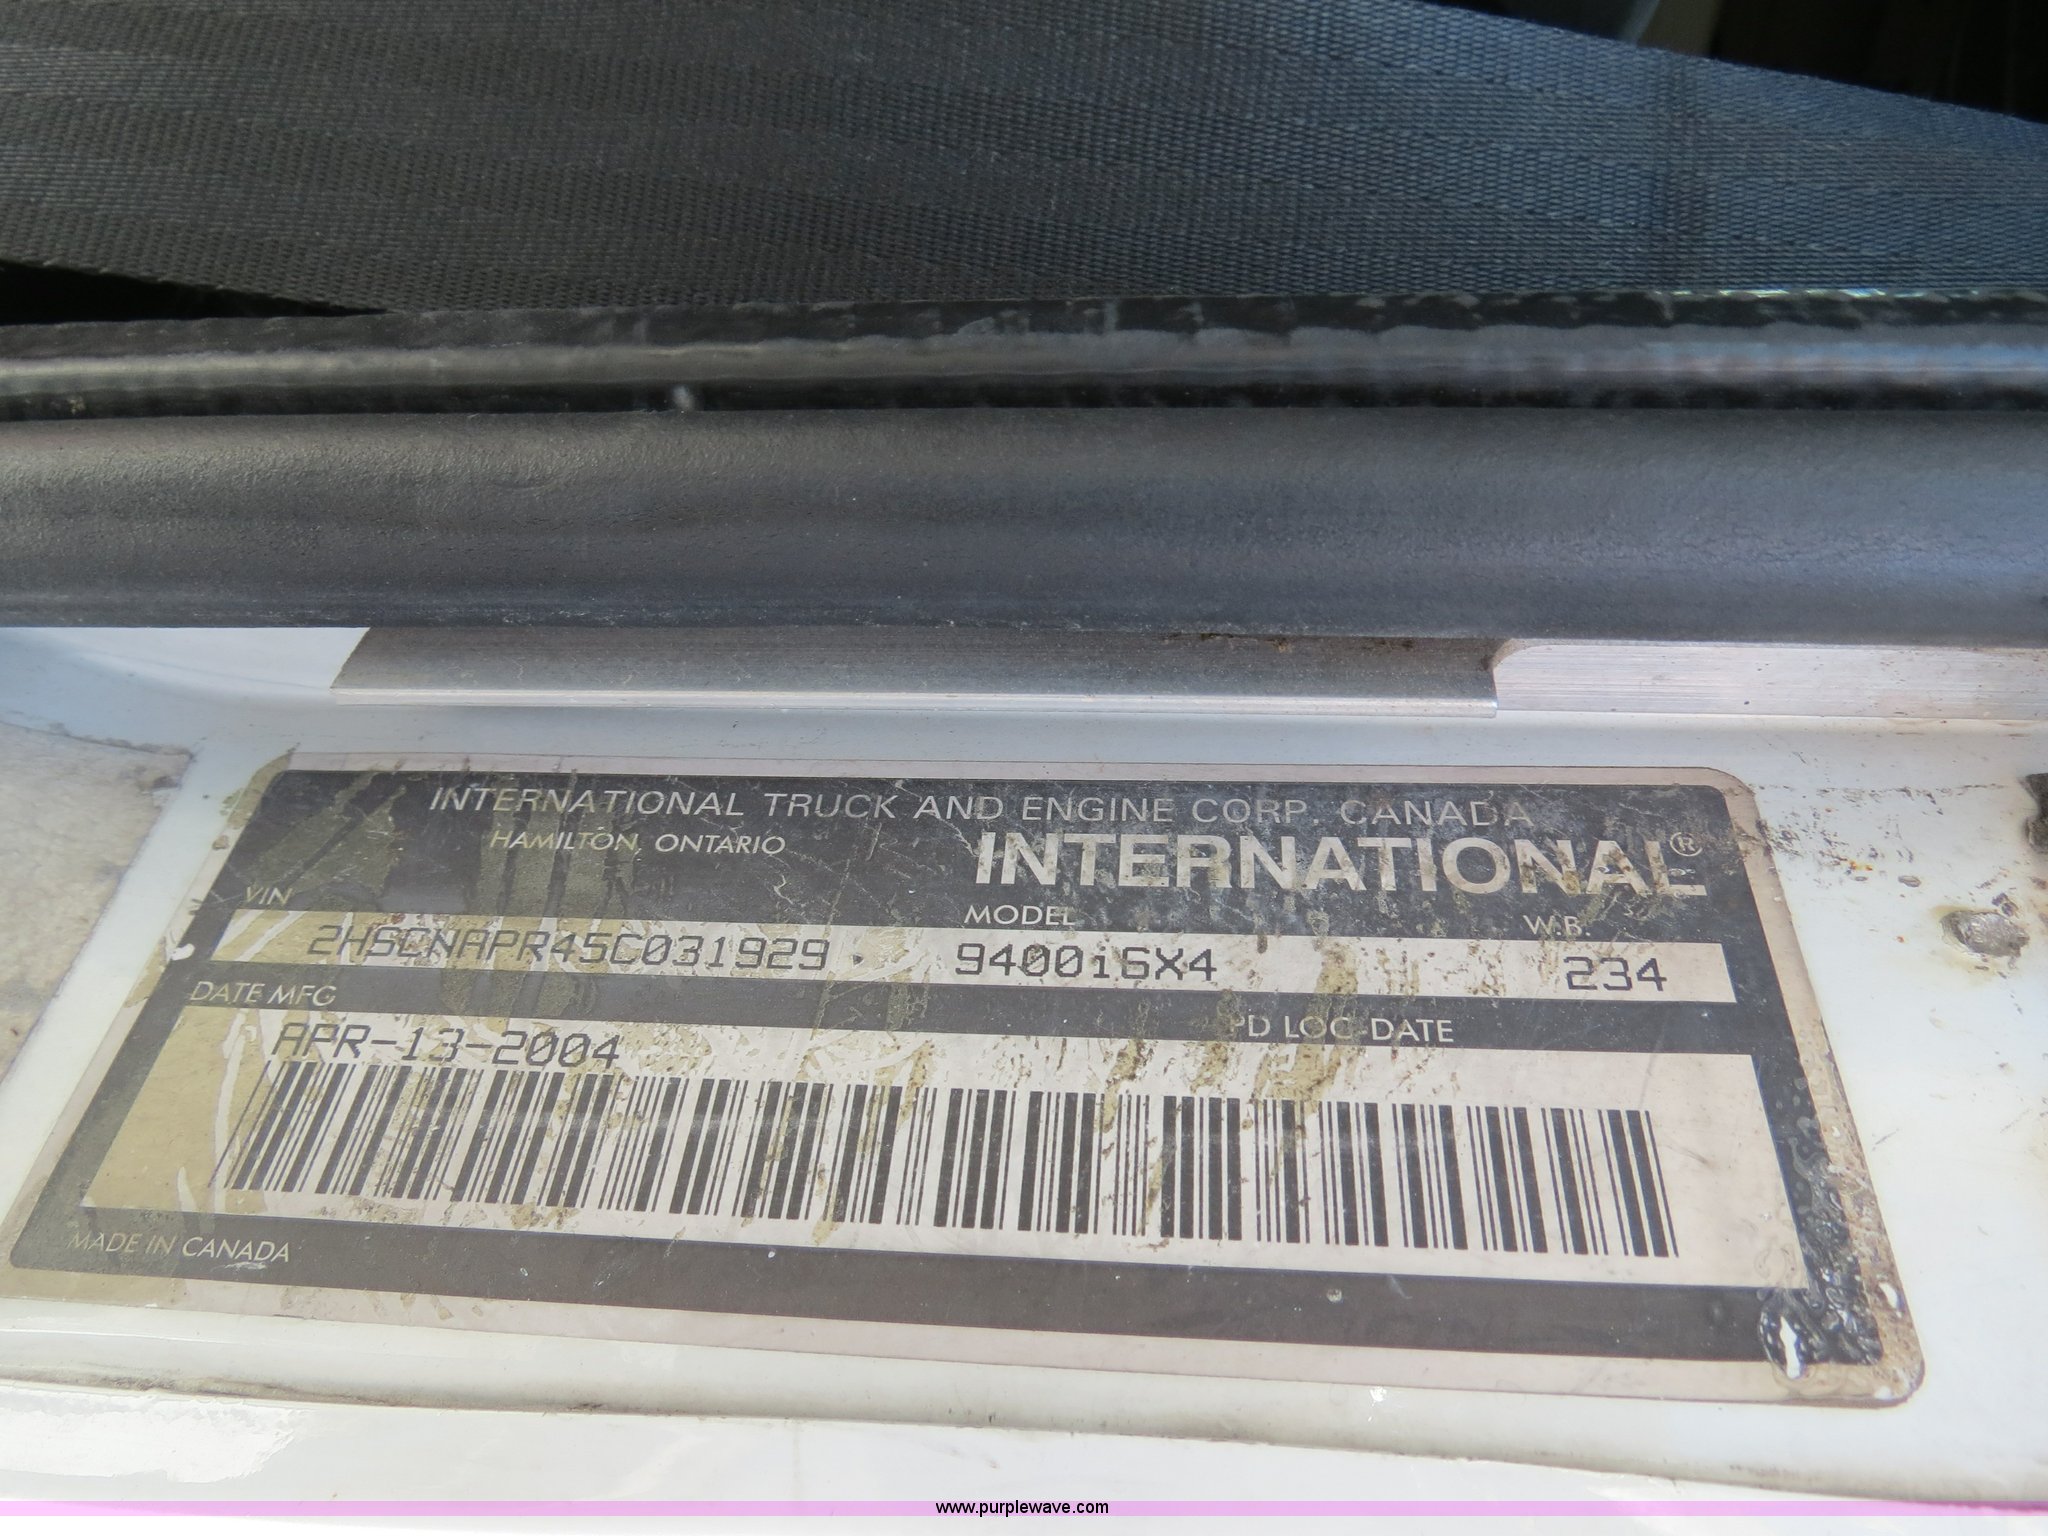 INTERNATIONAL TRUCK AND ENGINE CORP. CANADA
HAMILTON, ONTARIO
INTERNATIONAL®
VIN MODEL W.B.
2HSCNAPR45C031929 9400i6X4 234
DATE MFG PD LOC-DATE
APR-13-2004
MADE IN CANADA
www.purplewave.com